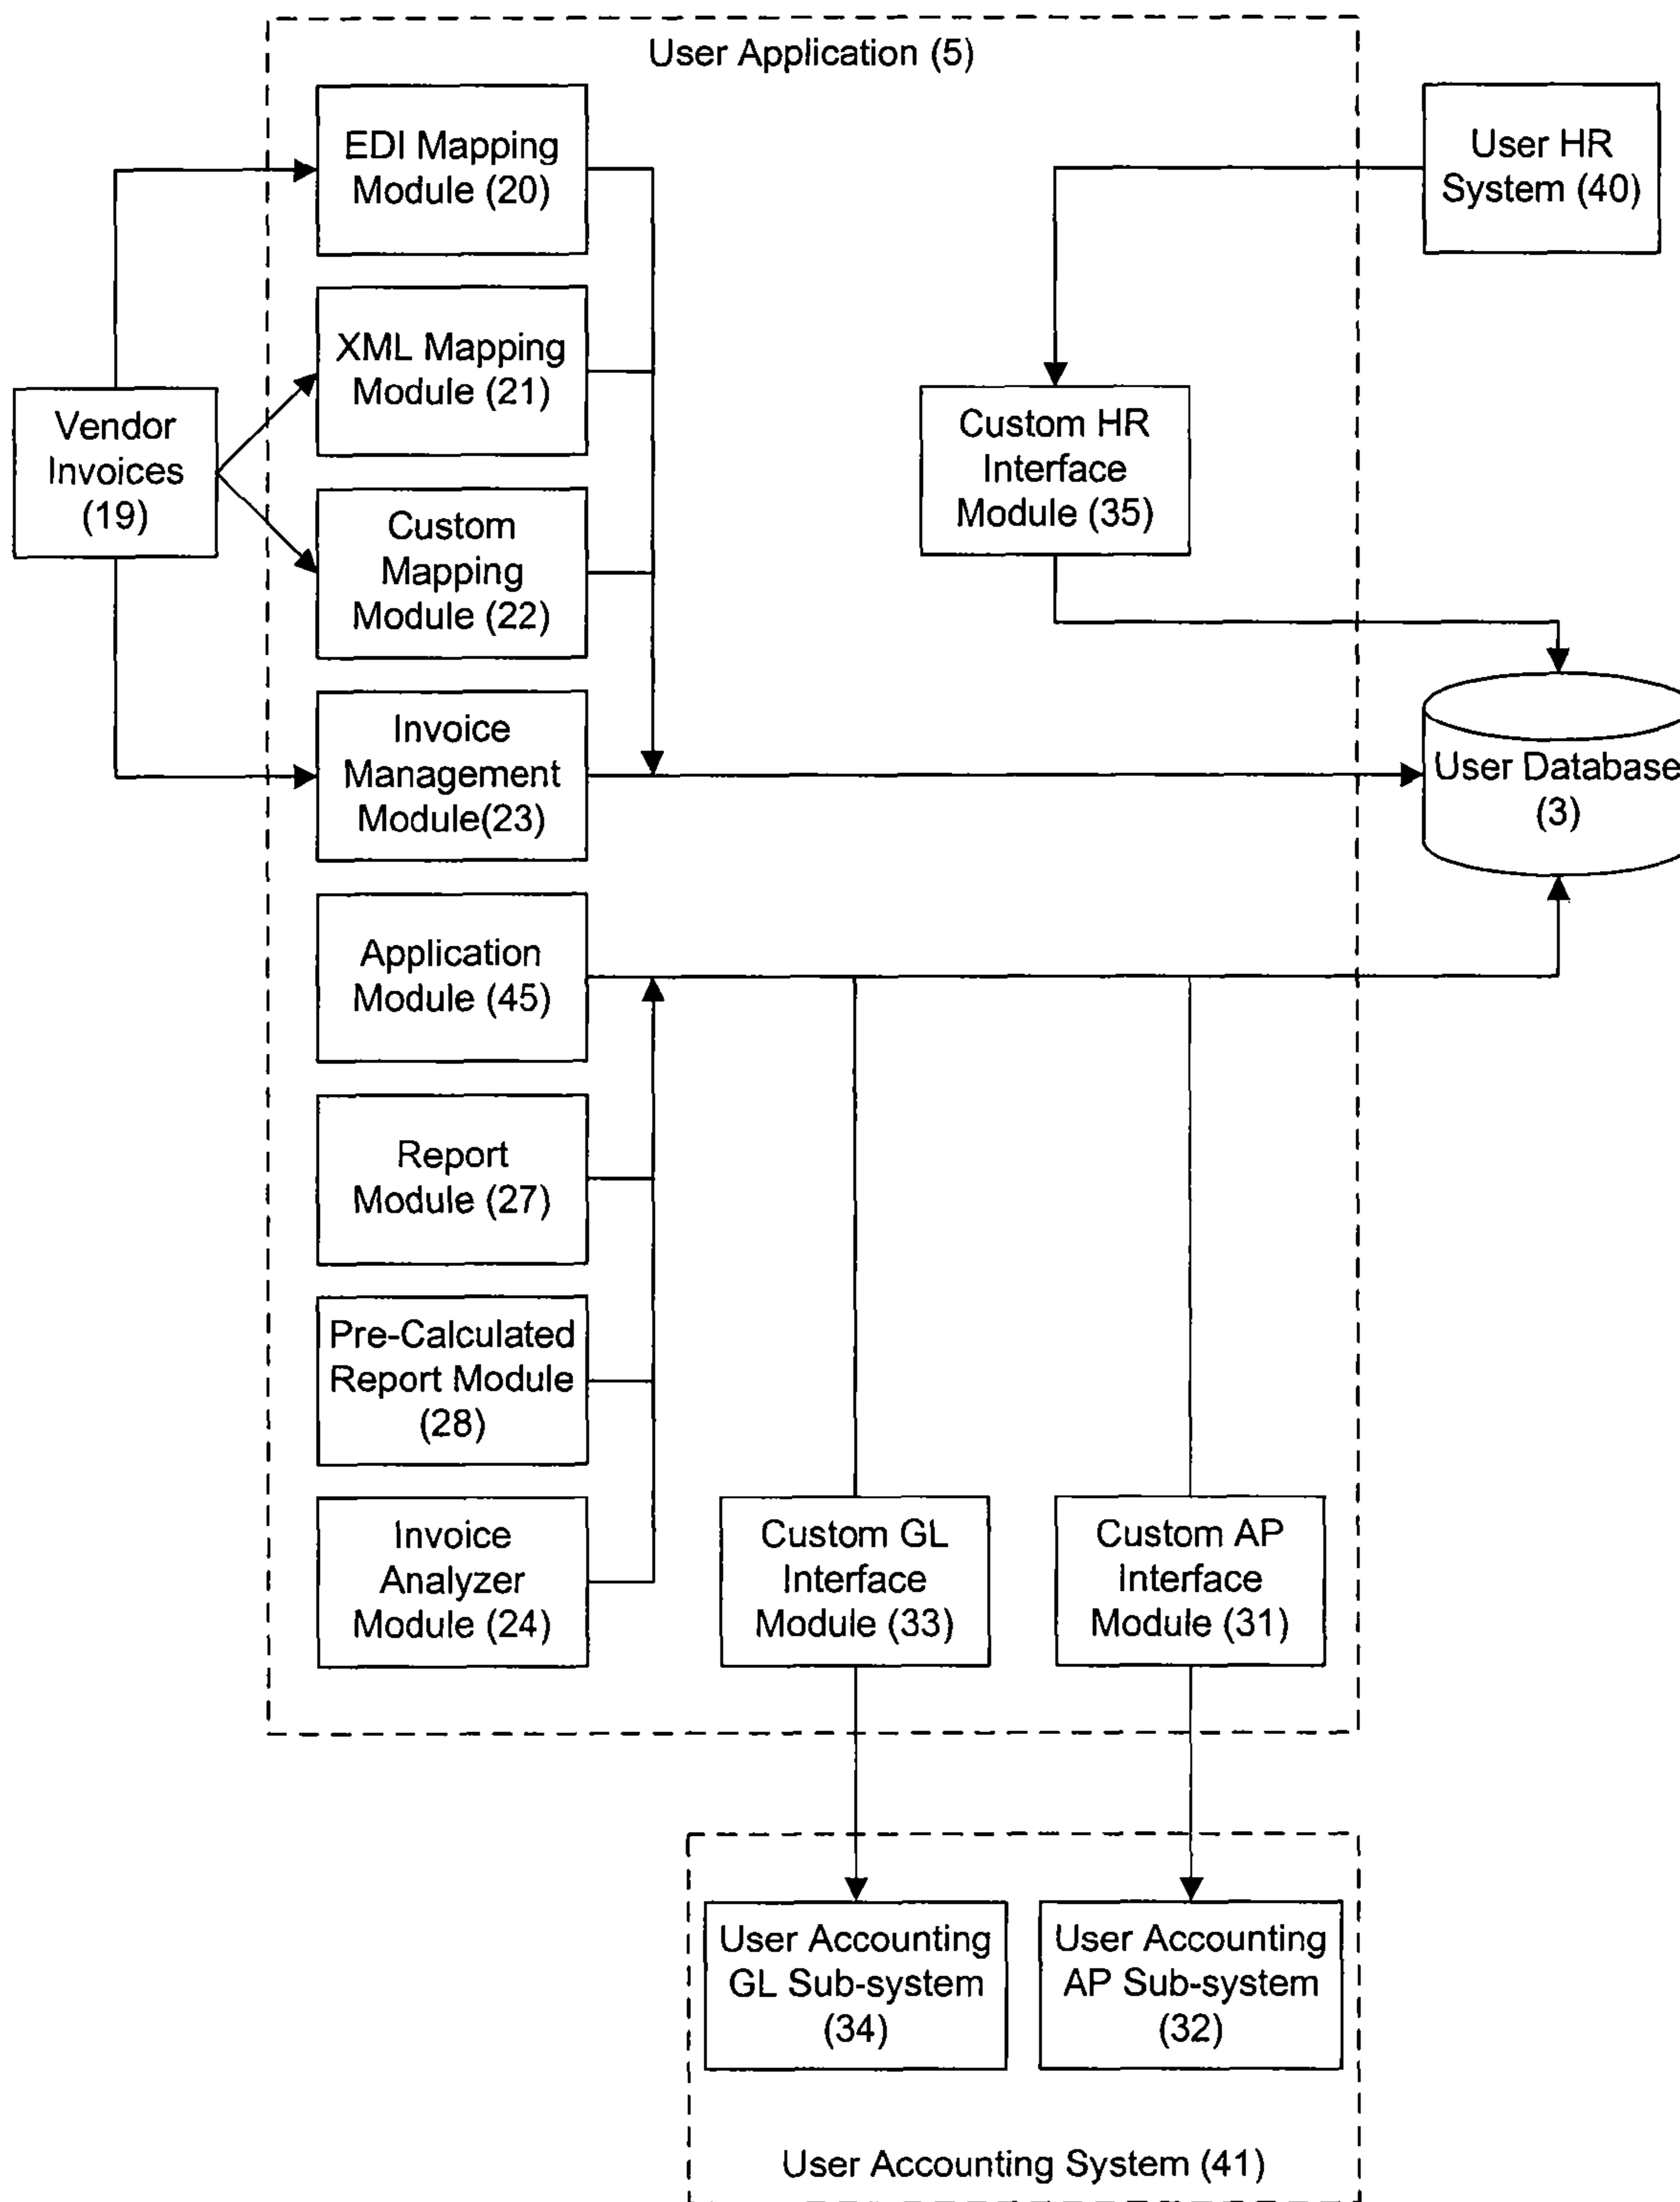 User Application (5)
EDI Mapping
Module (20)
User HR
System (40)
XML Mapping
Module (21)
Vendor
Invoices
(19)
Custom HR
Interface
Module (35)
Custom
Mapping
Module (22)
Invoice
Management
Module(23)
User Database
(3)
Application
Module (45)
Report
Module (27)
Pre-Calculated
Report Module
(28)
Invoice
Analyzer
Module (24)
Custom GL
Interface
Module (33)
Custom AP
Interface
Module (31)
User Accounting
GL Sub-system
(34)
User Accounting
AP Sub-system
(32)
User Accounting System (41)